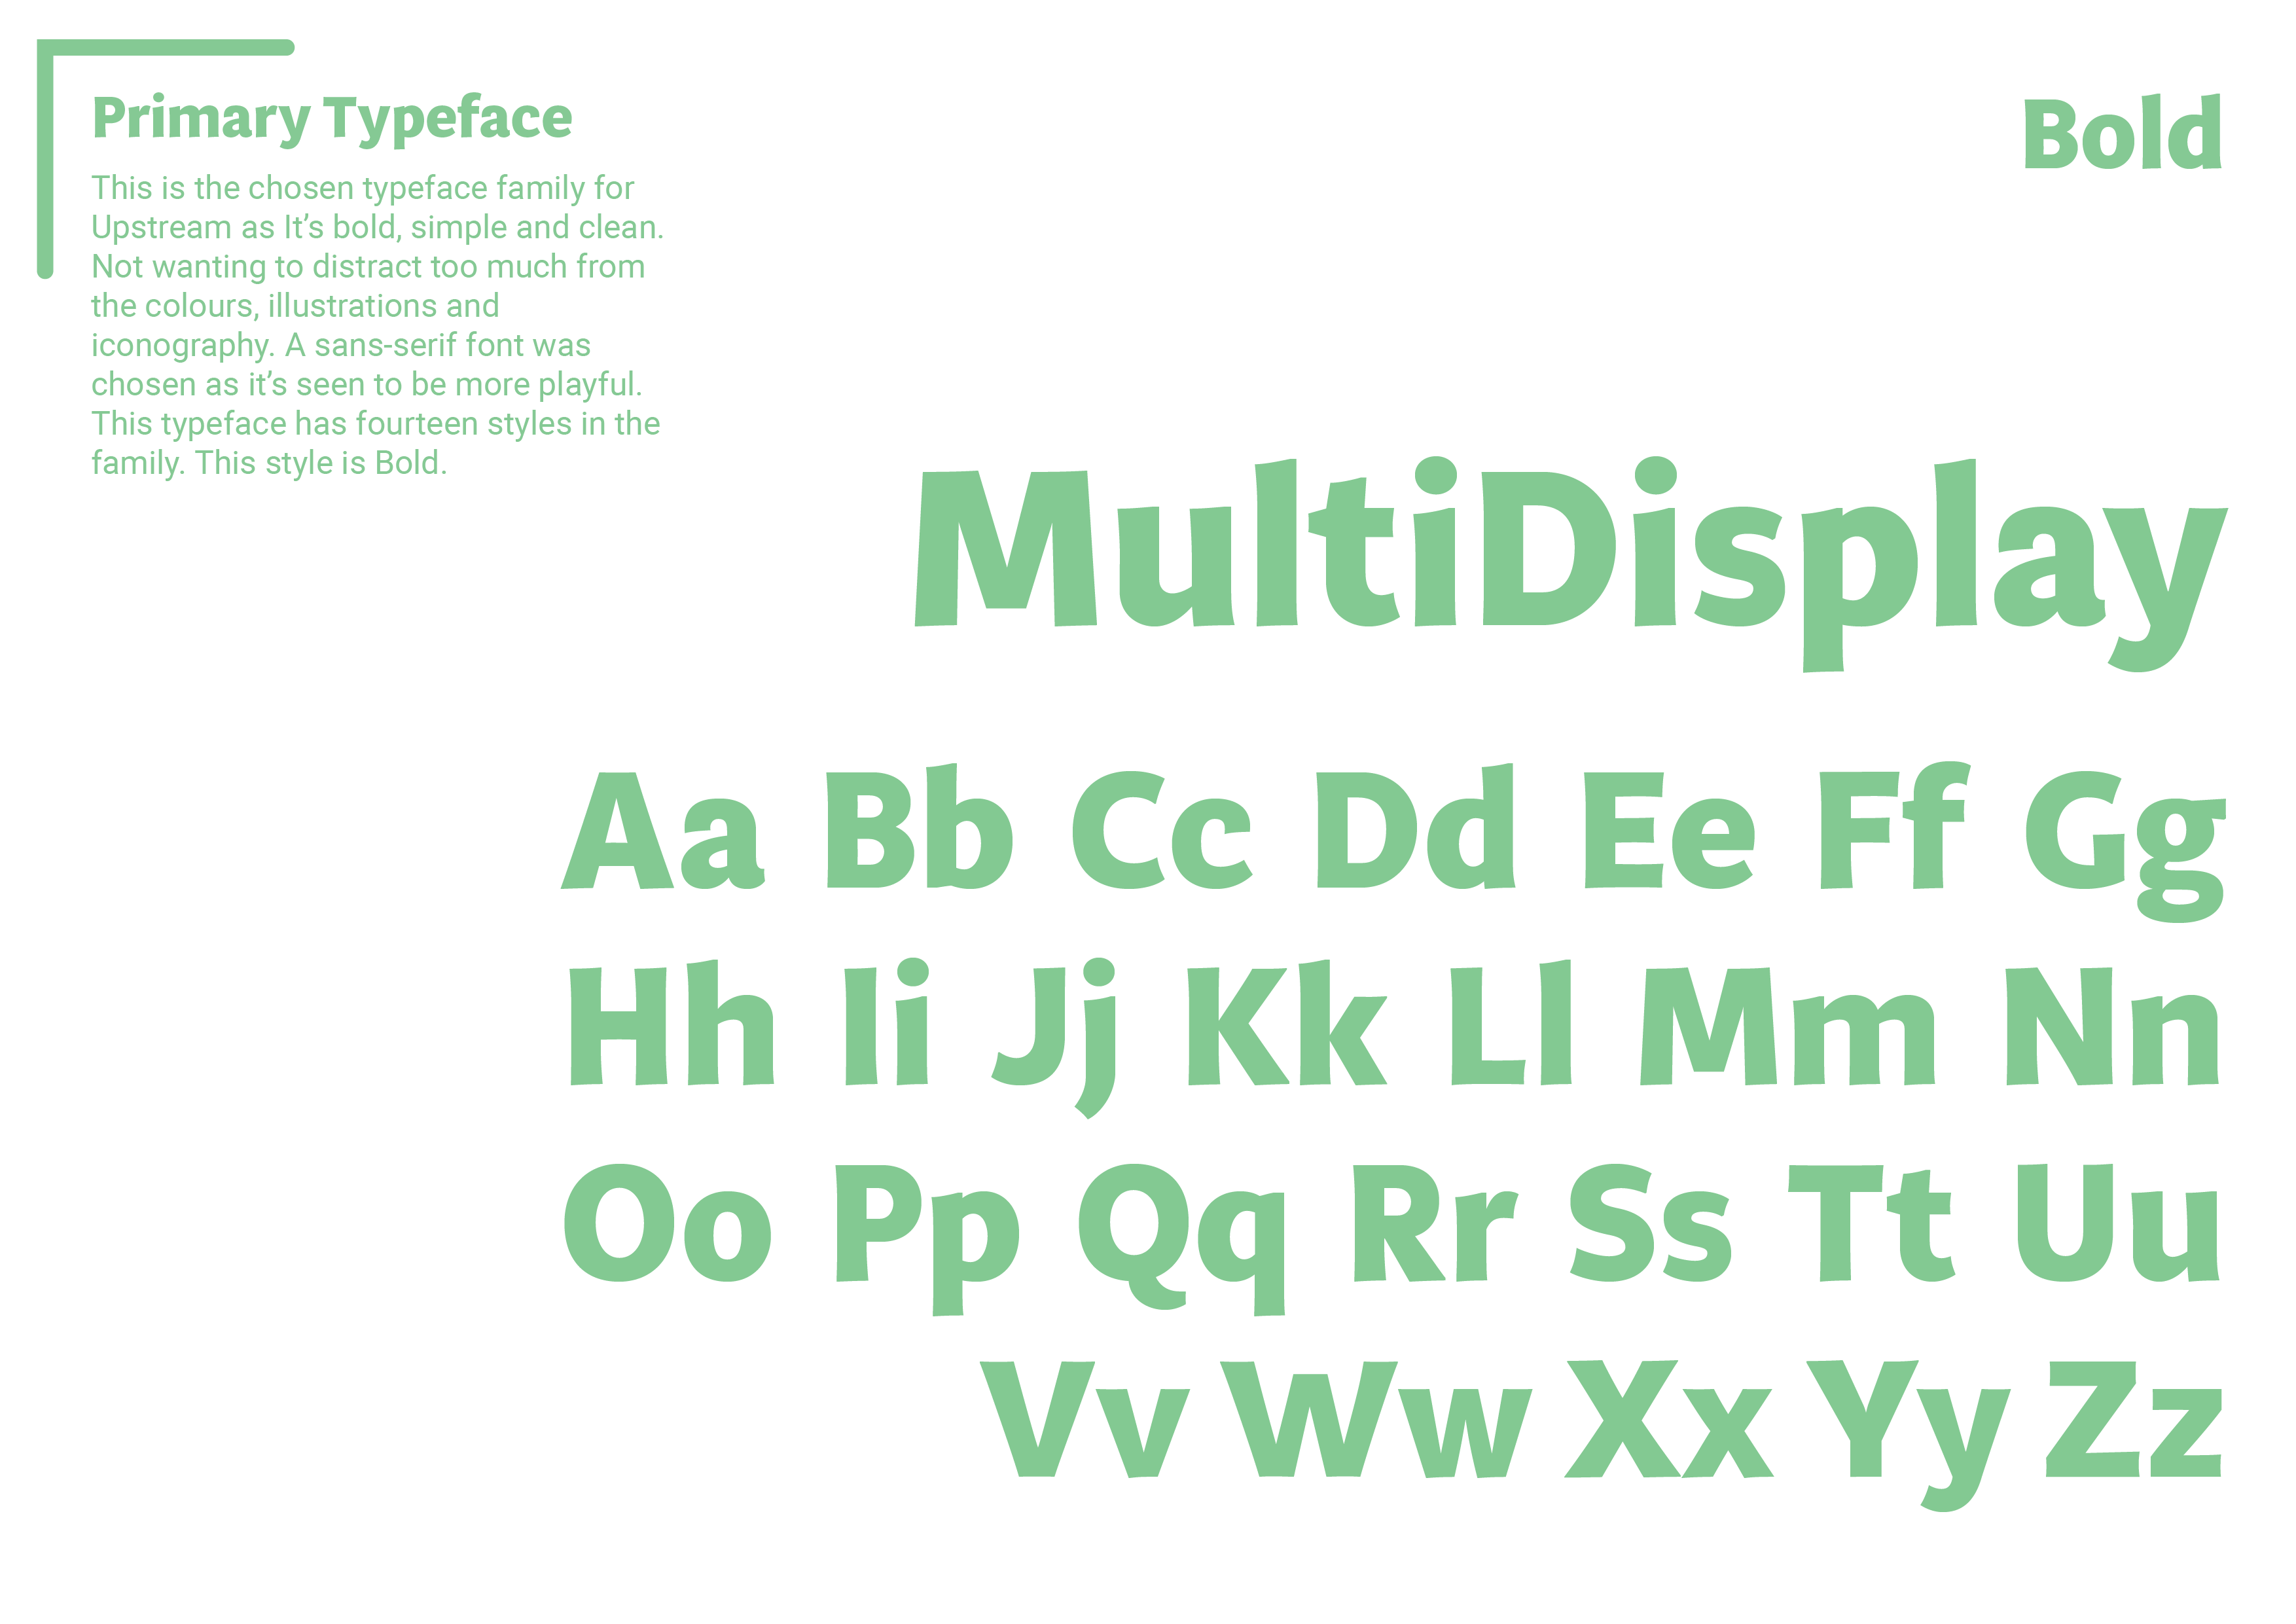 Primary Typeface
Bold
This is the chosen typeface family for
Upstream as It’s bold, simple and clean.
Not wanting to distract too much from
the colours, illustrations and
iconography. A sans-serif font was
chosen as it’s seen to be more playful.
This typeface has fourteen styles in the
family. This style is Bold.
MultiDisplay
Aa Bb Cc Dd Ee Ff Gg
Hh Ii Jj Kk Ll Mm Nn
Oo Pp Qq Rr Ss Tt Uu
Vv Ww Xx Yy Zz